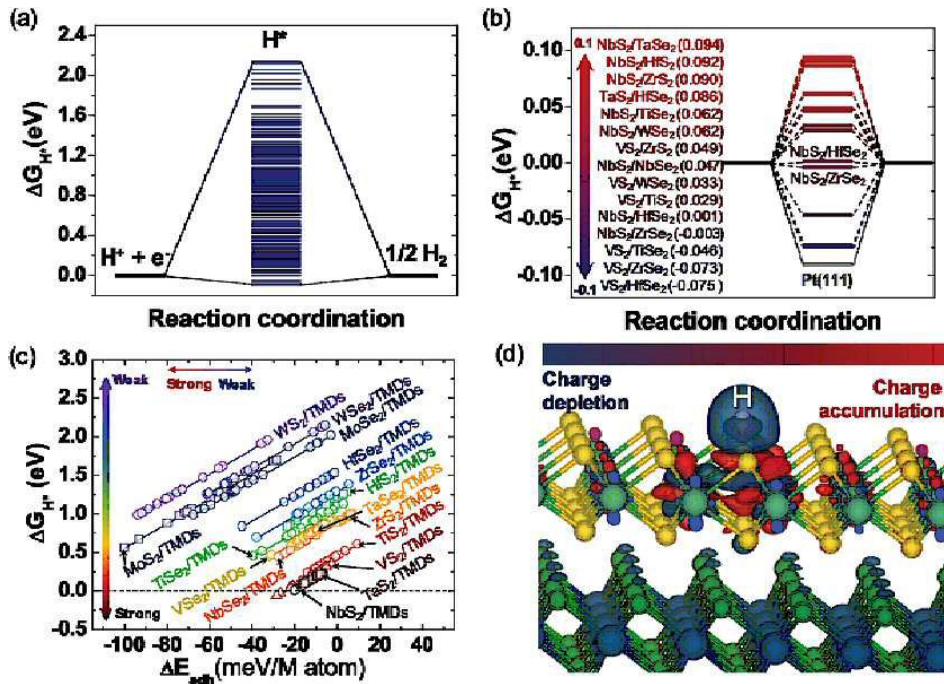 (a)
H*
2.4
2.0
1.6
1.2
0.8
0.4
0.0
ΔG_H* (eV)
H⁺ + e⁻
1/2 H₂
Reaction coordination
(b)
0.10
0.05
0.00
-0.05
-0.10
ΔG_H* (eV)
0.1
NbS₂/TaSe₂(0.094)
NbS₂/HfS₂(0.092)
NbS₂/ZrS₂(0.090)
TaS₂/HfSe₂(0.086)
NbS₂/TiSe₂(0.062)
NbS₂/WSe₂(0.062)
VS₂/ZrS₂(0.049)
NbS₂/NbSe₂(0.047)
VS₂/WSe₂(0.033)
VS₂/TiS₂(0.029)
NbS₂/HfSe₂(0.001)
NbS₂/ZrSe₂(-0.003)
VS₂/TiSe₂(-0.046)
VS₂/ZrSe₂(-0.073)
VS₂/HfSe₂(-0.075)
-0.1
NbS₂/HfSe₂
NbS₂/ZrSe₂
Pt(111)
Reaction coordination
(c)
3.0
2.5
2.0
1.5
1.0
0.5
0.0
-0.5
ΔG_H* (eV)
Weak
Strong
Strong Weak
WS₂/TMDs
WSe₂/TMDs
MoSe₂/TMDs
HfSe₂/TMDs
ZrSe₂/TMDs
HfS₂/TMDs
TaSe₂/TMDs
ZrS₂/TMDs
TiS₂/TMDs
VS₂/TMDs
TaS₂/TMDs
NbS₂/TMDs
MoS₂/TMDs
TiSe₂/TMDs
VSe₂/TMDs
NbSe₂/TMDs
-100 -80 -60 -40 -20 0 20 40
ΔE_adh (meV/M atom)
(d)
Charge
depletion
H
Charge
accumulation